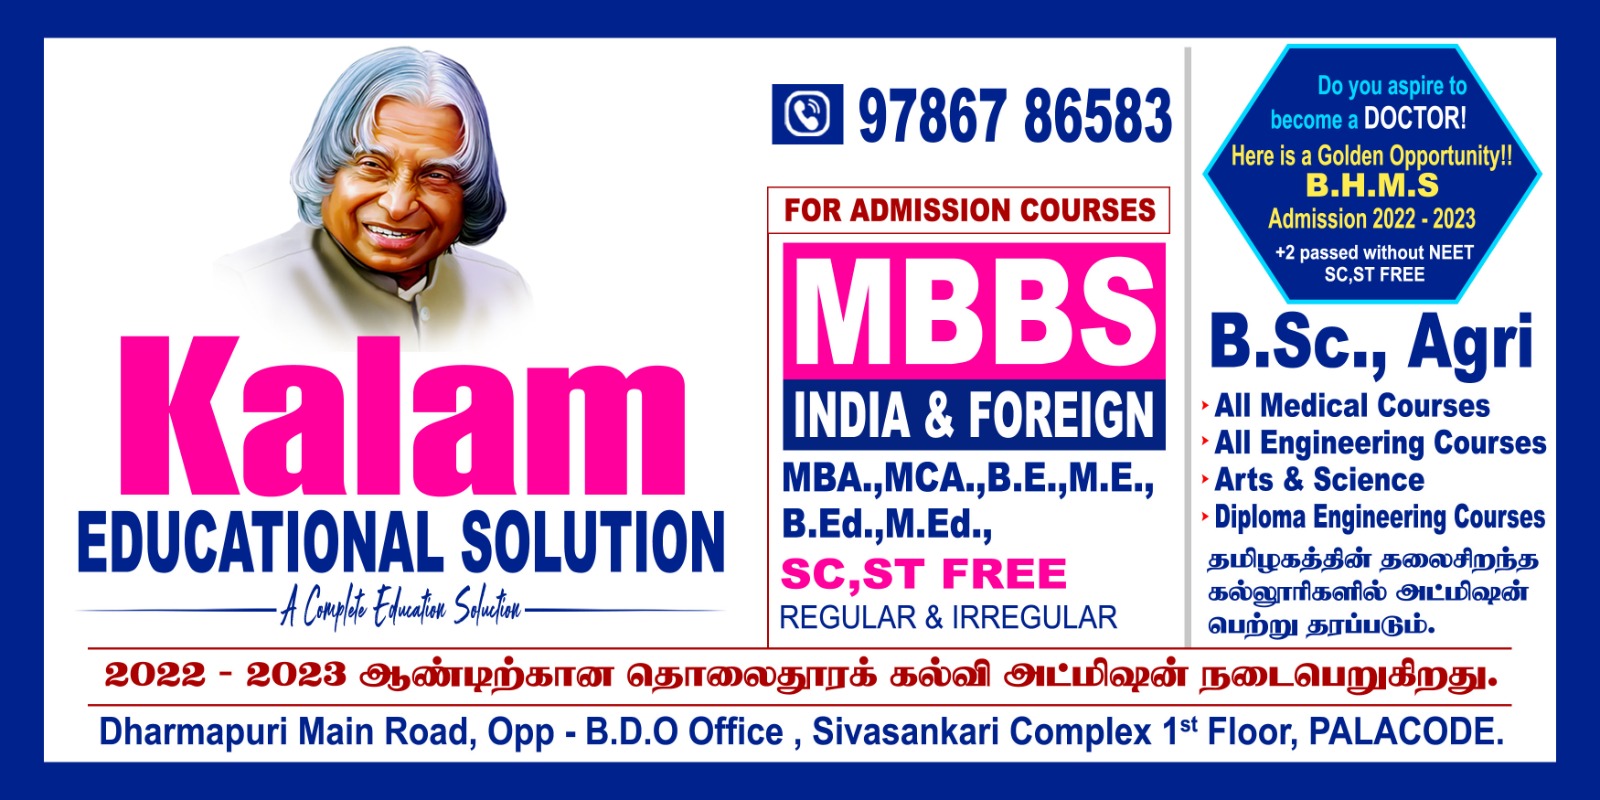 Kalam
EDUCATIONAL SOLUTION
A Complete Education Soluction
97867 86583
FOR ADMISSION COURSES
MBBS
INDIA & FOREIGN
MBA.,MCA.,B.E.,M.E.,
B.Ed.,M.Ed.,
SC,ST FREE
REGULAR & IRREGULAR
Do you aspire to
become a DOCTOR!
Here is a Golden Opportunity!!
B.H.M.S
Admission 2022 - 2023
+2 passed without NEET
SC,ST FREE
B.Sc., Agri
All Medical Courses
All Engineering Courses
Arts & Science
Diploma Engineering Courses
தமிழகத்தின் தலைசிறந்த
கல்லூரிகளில் அட்மிஷன்
பெற்று தரப்படும்.
2022 - 2023 ஆண்டிற்கான தொலைதூரக் கல்வி அட்மிஷன் நடைபெறுகிறது.
Dharmapuri Main Road, Opp - B.D.O Office , Sivasankari Complex 1st Floor, PALACODE.